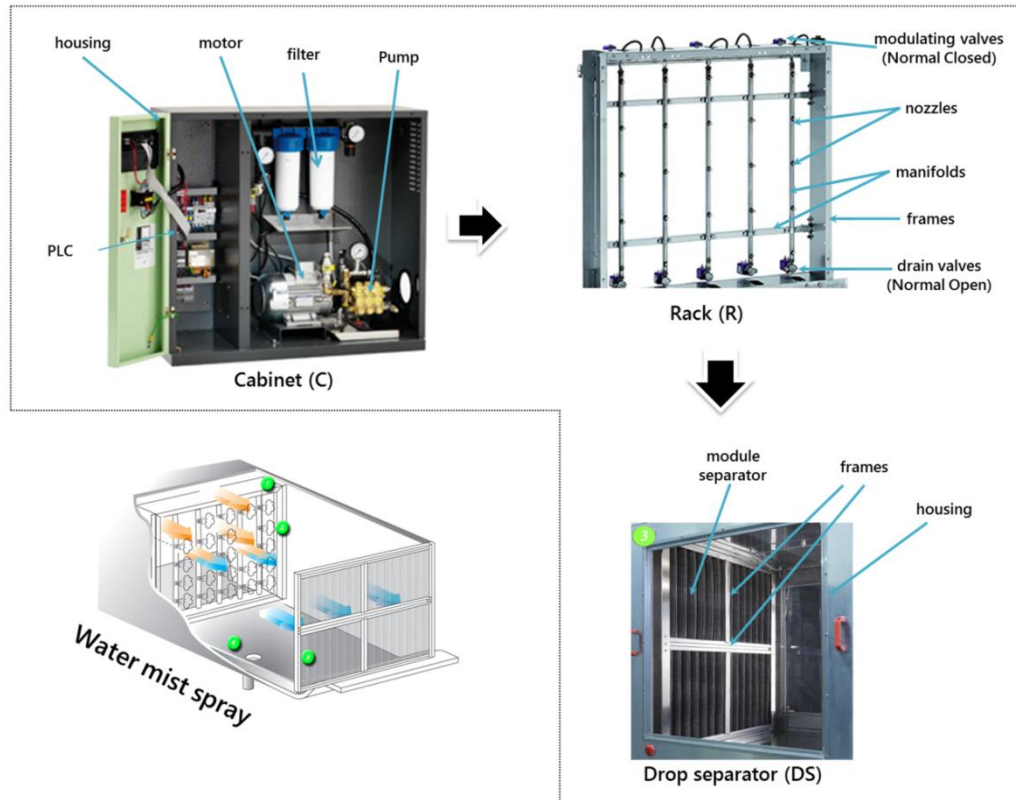 housing
motor
filter
Pump
PLC
Cabinet (C)
modulating valves
(Normal Closed)
nozzles
manifolds
frames
drain valves
(Normal Open)
Rack (R)
module
separator
frames
housing
3
Drop separator (DS)
Water mist spray